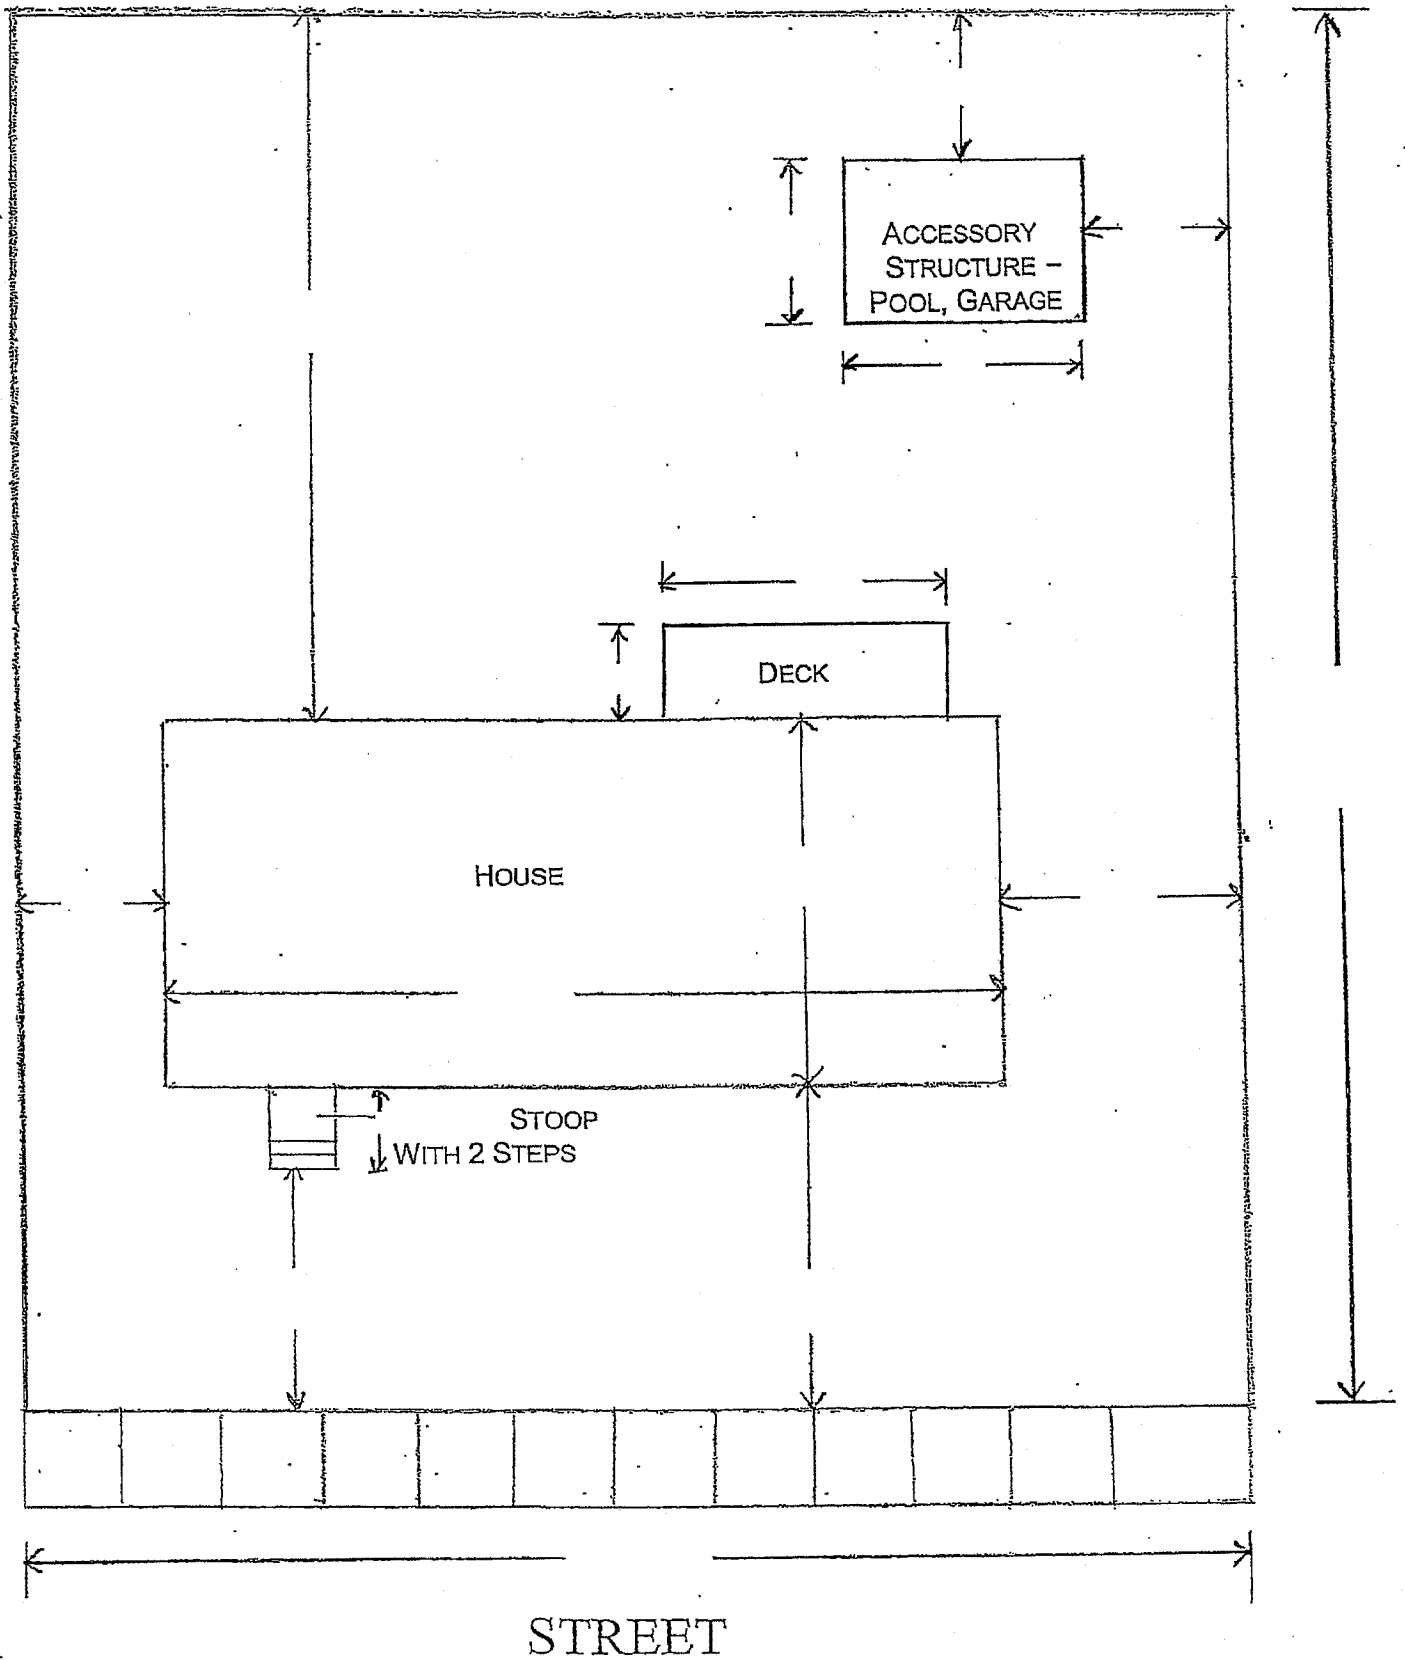 ACCESSORY
STRUCTURE –
POOL, GARAGE
DECK
HOUSE
STOOP
WITH 2 STEPS
STREET